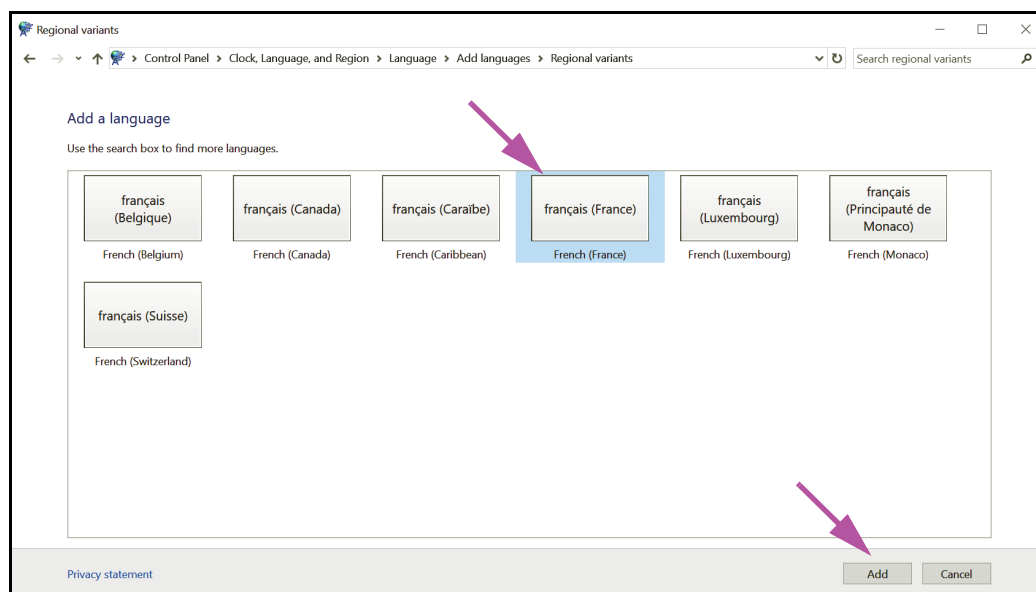 Regional variants
Control Panel > Clock, Language, and Region > Language > Add languages > Regional variants
Search regional variants
Add a language
Use the search box to find more languages.
français
(Belgique)
français (Canada)
français (Caraïbe)
français (France)
français
(Luxembourg)
français
(Principauté de
Monaco)
French (Belgium)
French (Canada)
French (Caribbean)
French (France)
French (Luxembourg)
French (Monaco)
français (Suisse)
French (Switzerland)
Privacy statement
Add
Cancel